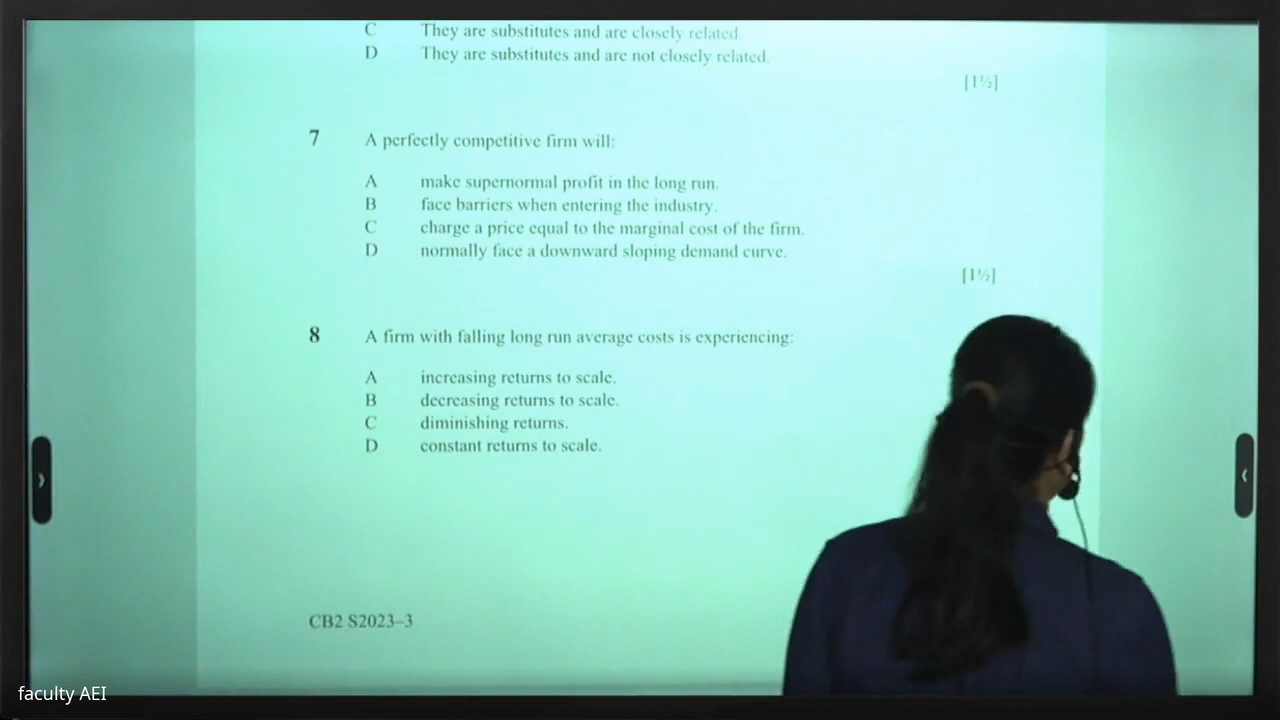 C They are substitutes and are closely related.
D They are substitutes and are not closely related.
[1½]
7 A perfectly competitive firm will:
A make supernormal profit in the long run.
B face barriers when entering the industry.
C charge a price equal to the marginal cost of the firm.
D normally face a downward sloping demand curve.
[1½]
8 A firm with falling long run average costs is experiencing:
A increasing returns to scale.
B decreasing returns to scale.
C diminishing returns.
D constant returns to scale.
CB2 S2023–3
faculty AEI